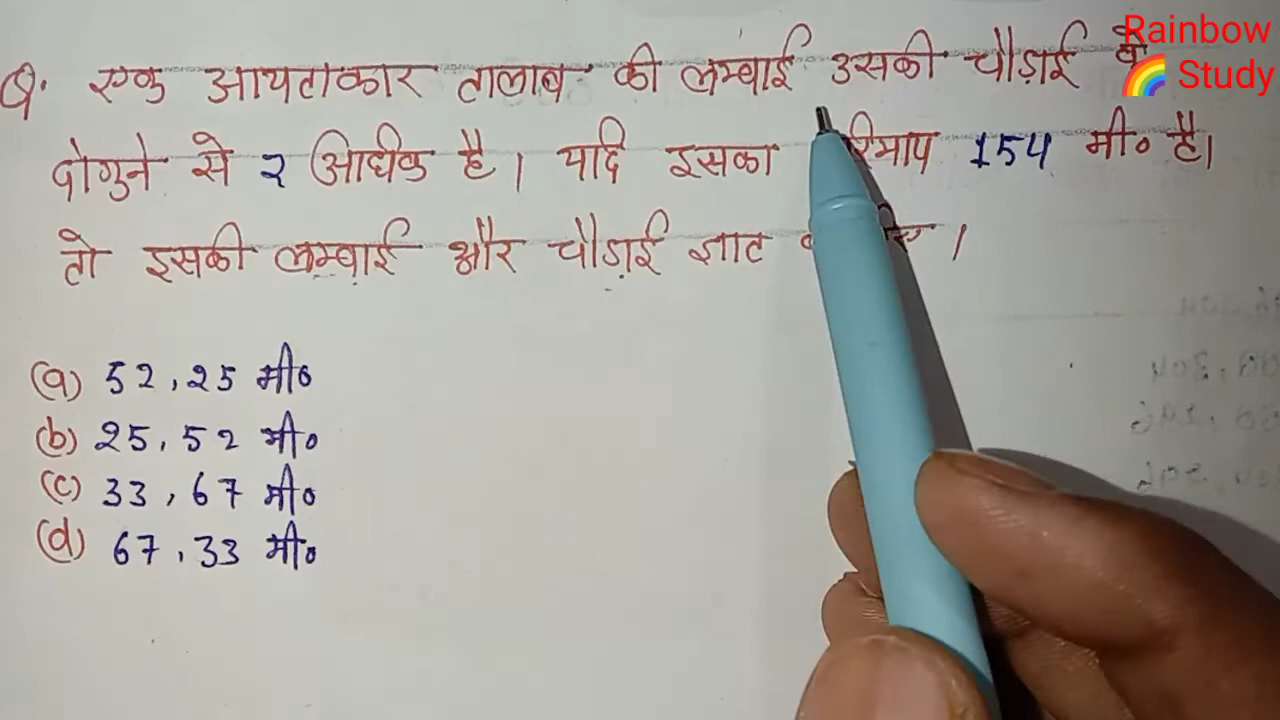 Q. एक आयताकार तालाब की लम्बाई उसकी चौड़ाई के
दोगुने से 2 अधिक है। यदि इसका परिमाप 154 मी० है।
तो इसकी लम्बाई और चौड़ाई ज्ञात ।
(a) 52, 25 मी०
(b) 25, 52 मी०
(c) 33, 67 मी०
(d) 67, 33 मी०
Rainbow
Study